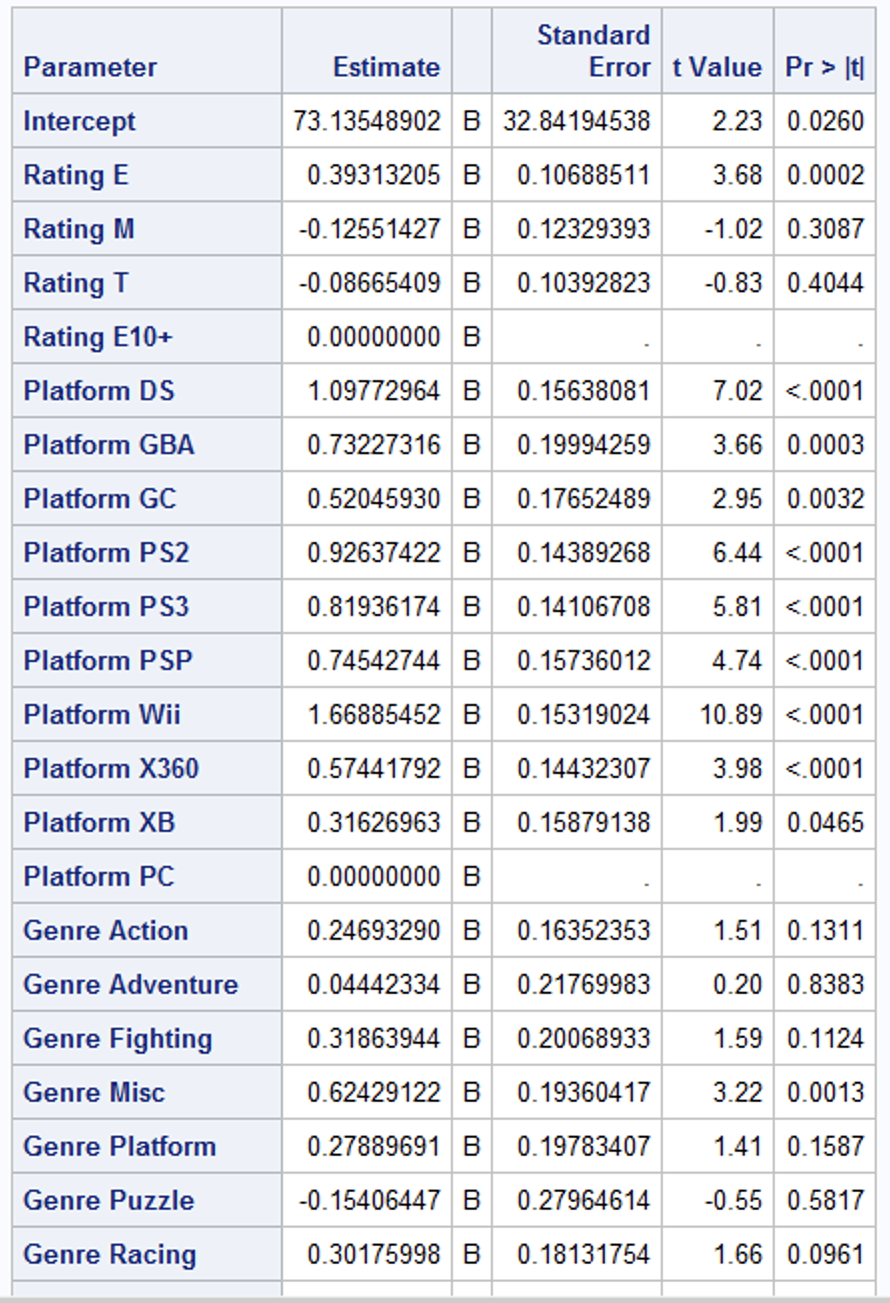 Parameter Estimate Standard Error t Value Pr > |t|
Intercept 73.13548902 B 32.84194538 2.23 0.0260
Rating E 0.39313205 B 0.10688511 3.68 0.0002
Rating M -0.12551427 B 0.12329393 -1.02 0.3087
Rating T -0.08665409 B 0.10392823 -0.83 0.4044
Rating E10+ 0.00000000 B . . .
Platform DS 1.09772964 B 0.15638081 7.02 <.0001
Platform GBA 0.73227316 B 0.19994259 3.66 0.0003
Platform GC 0.52045930 B 0.17652489 2.95 0.0032
Platform PS2 0.92637422 B 0.14389268 6.44 <.0001
Platform PS3 0.81936174 B 0.14106708 5.81 <.0001
Platform PSP 0.74542744 B 0.15736012 4.74 <.0001
Platform Wii 1.66885452 B 0.15319024 10.89 <.0001
Platform X360 0.57441792 B 0.14432307 3.98 <.0001
Platform XB 0.31626963 B 0.15879138 1.99 0.0465
Platform PC 0.00000000 B . . .
Genre Action 0.24693290 B 0.16352353 1.51 0.1311
Genre Adventure 0.04442334 B 0.21769983 0.20 0.8383
Genre Fighting 0.31863944 B 0.20068933 1.59 0.1124
Genre Misc 0.62429122 B 0.19360417 3.22 0.0013
Genre Platform 0.27889691 B 0.19783407 1.41 0.1587
Genre Puzzle -0.15406447 B 0.27964614 -0.55 0.5817
Genre Racing 0.30175998 B 0.18131754 1.66 0.0961